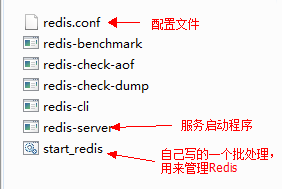 redis.conf 配置文件
redis-benchmark
redis-check-aof
redis-check-dump
redis-cli
redis-server 服务启动程序
start_redis 自己写的一个批处理，
用来管理Redis